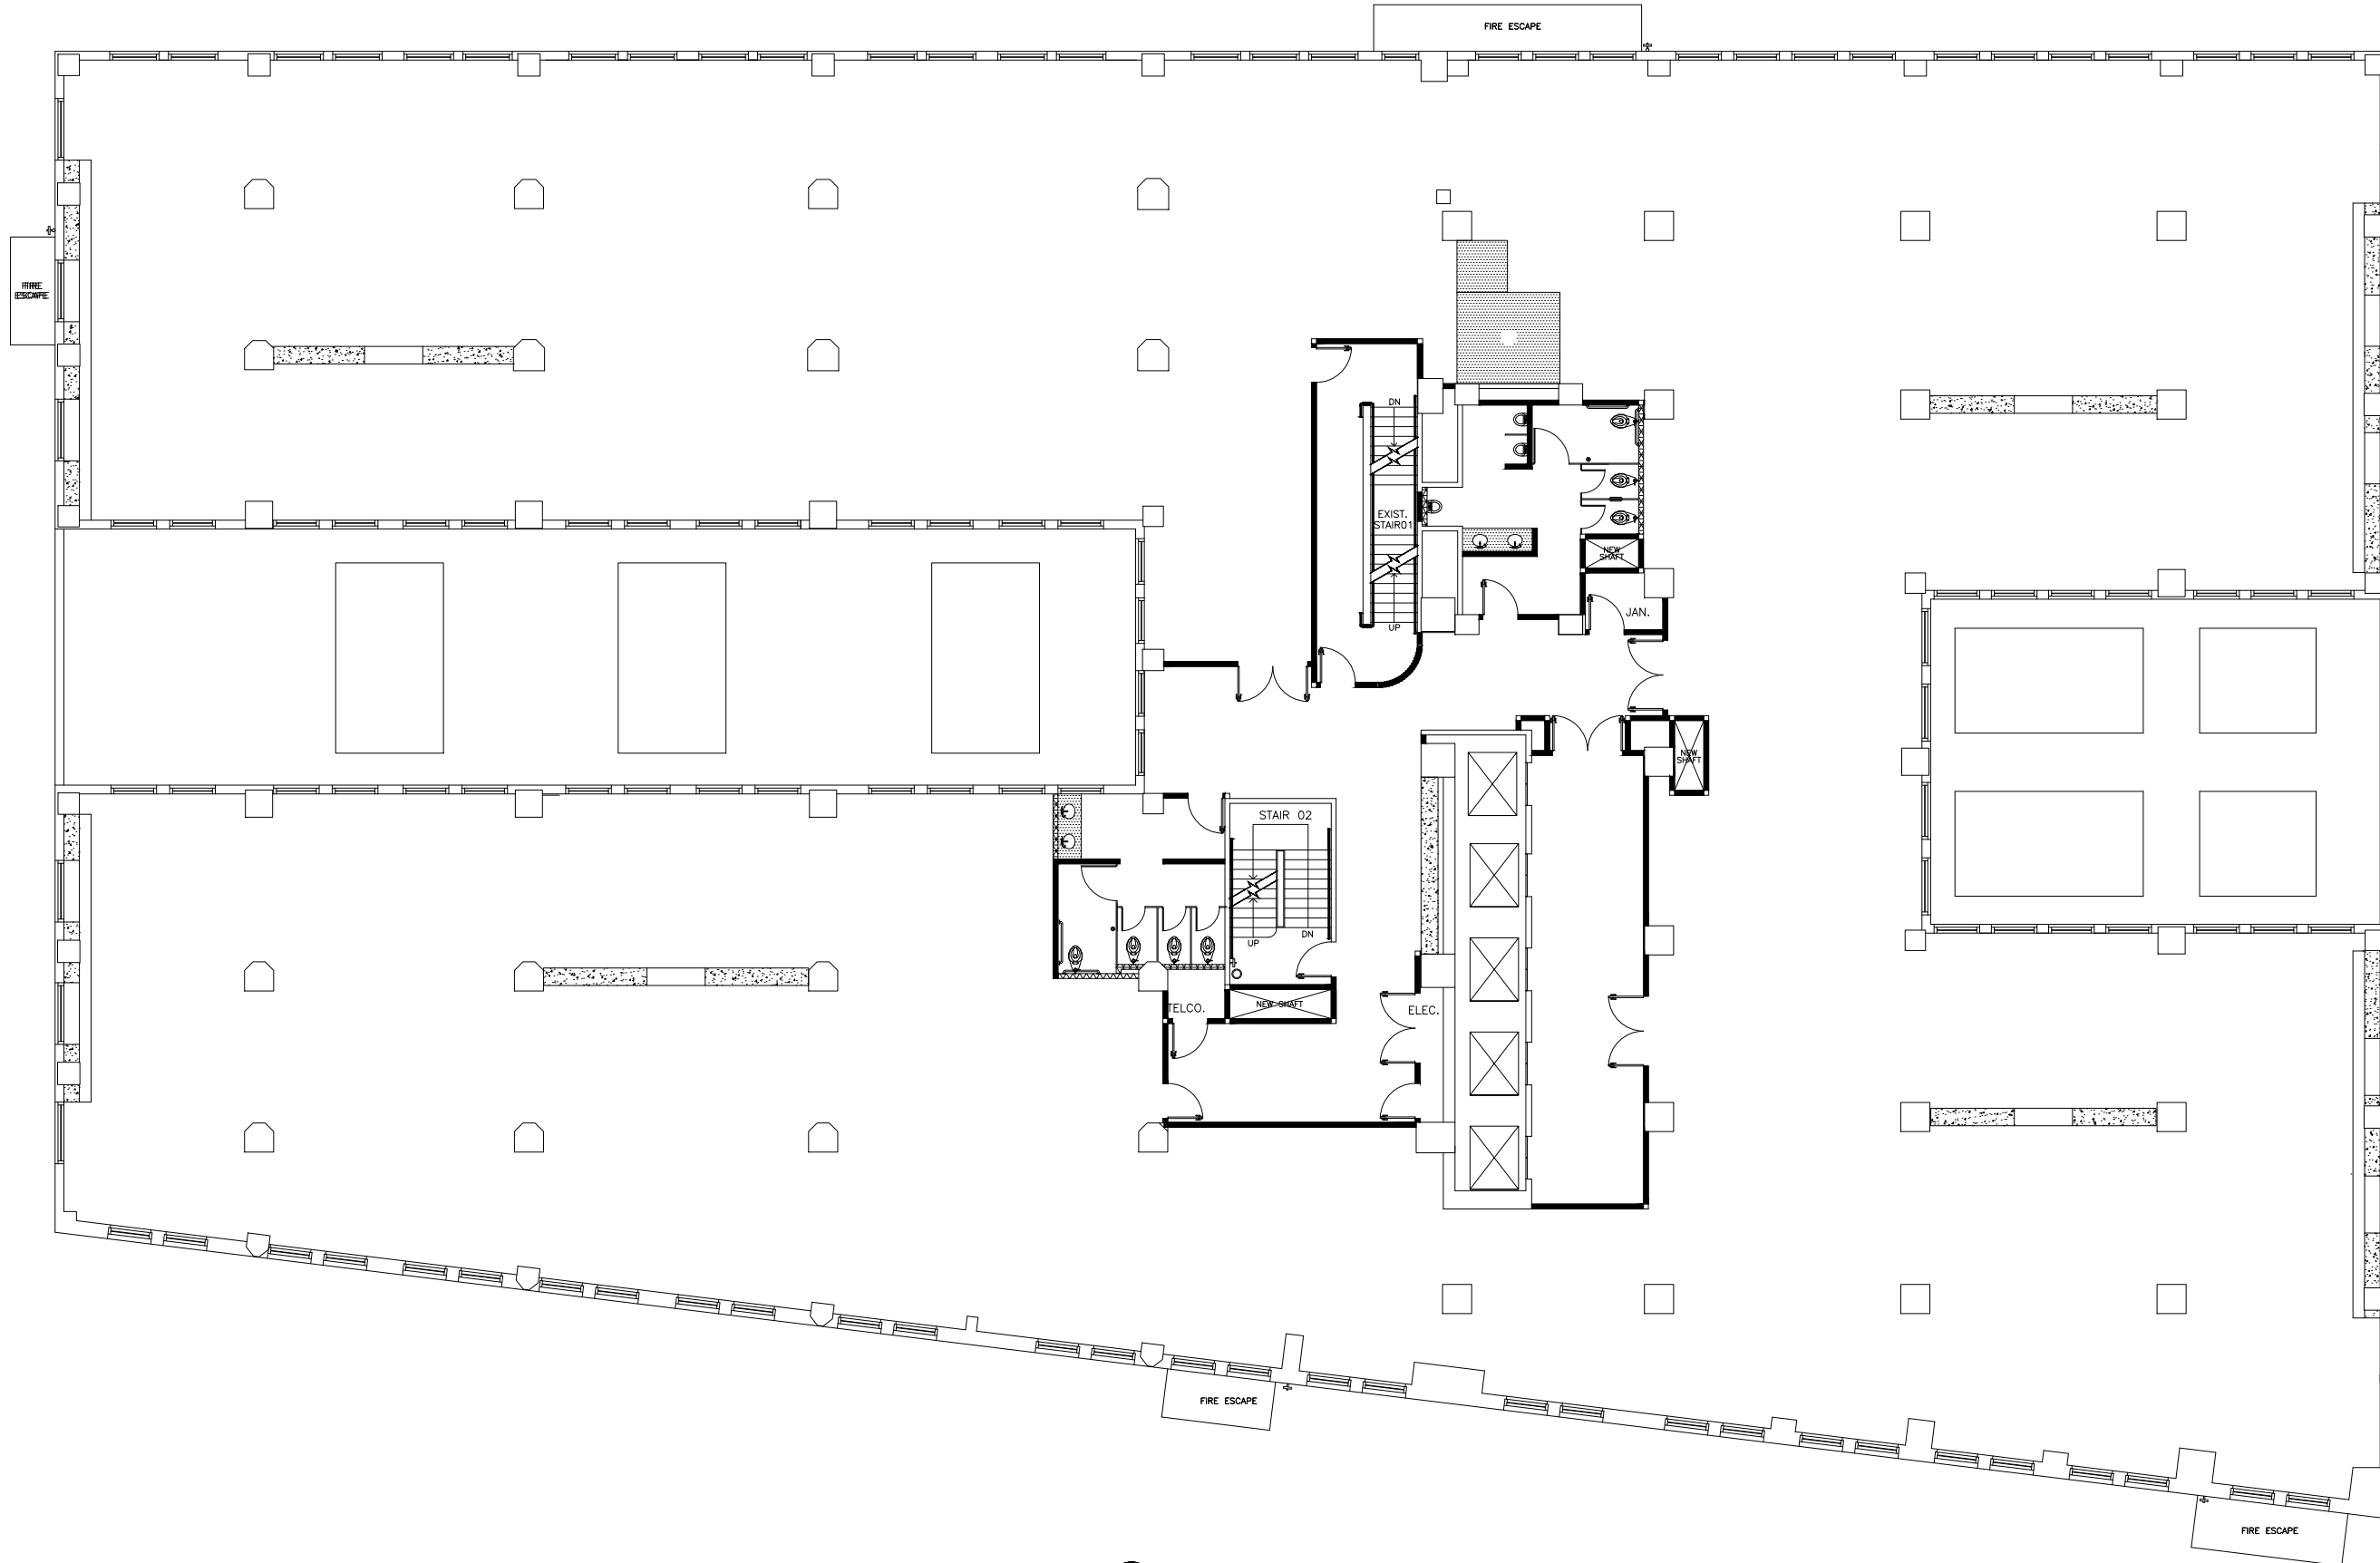 FIRE ESCAPE
FIRE
ESCAPE
DN
EXIST.
STAIR01
NEW
SHAFT
JAN.
UP
NEW
SHAFT
STAIR 02
UP
DN
NEW SHAFT
TELCO.
ELEC.
FIRE ESCAPE
FIRE ESCAPE